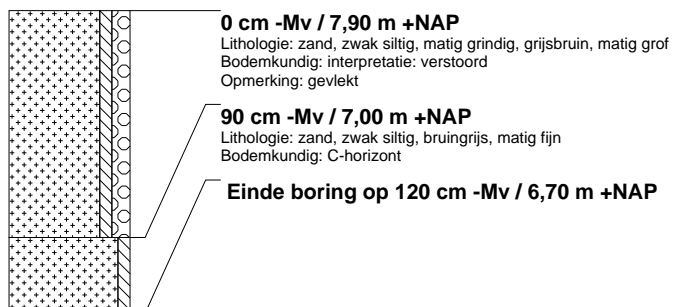 0 cm -Mv / 7,90 m +NAP
Lithologie: zand, zwak siltig, matig grindig, grijsbruin, matig grof
Bodemkundig: interpretatie: verstoord
Opmerking: gevlekt
90 cm -Mv / 7,00 m +NAP
Lithologie: zand, zwak siltig, bruingrijs, matig fijn
Bodemkundig: C-horizont
Einde boring op 120 cm -Mv / 6,70 m +NAP